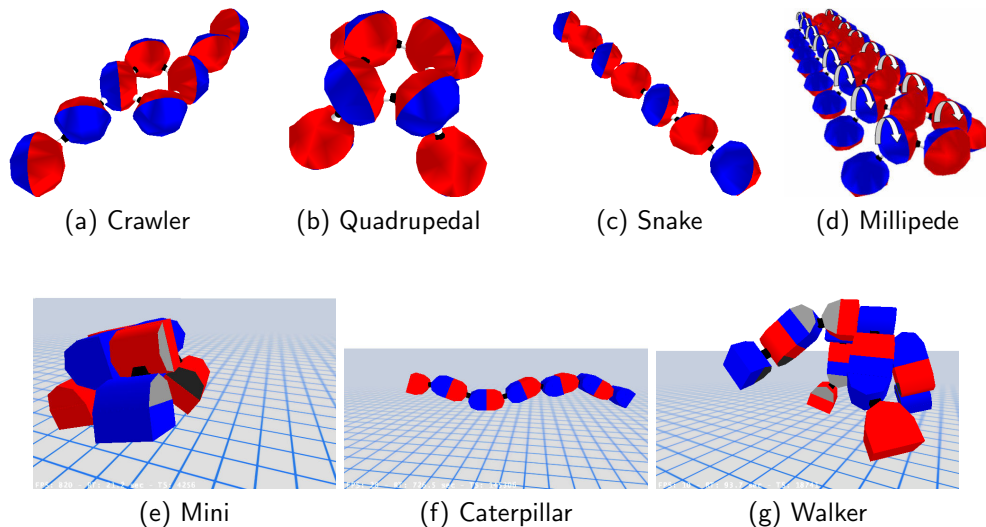 (a) Crawler
(b) Quadrupedal
(c) Snake
(d) Millipede
(e) Mini
(f) Caterpillar
(g) Walker